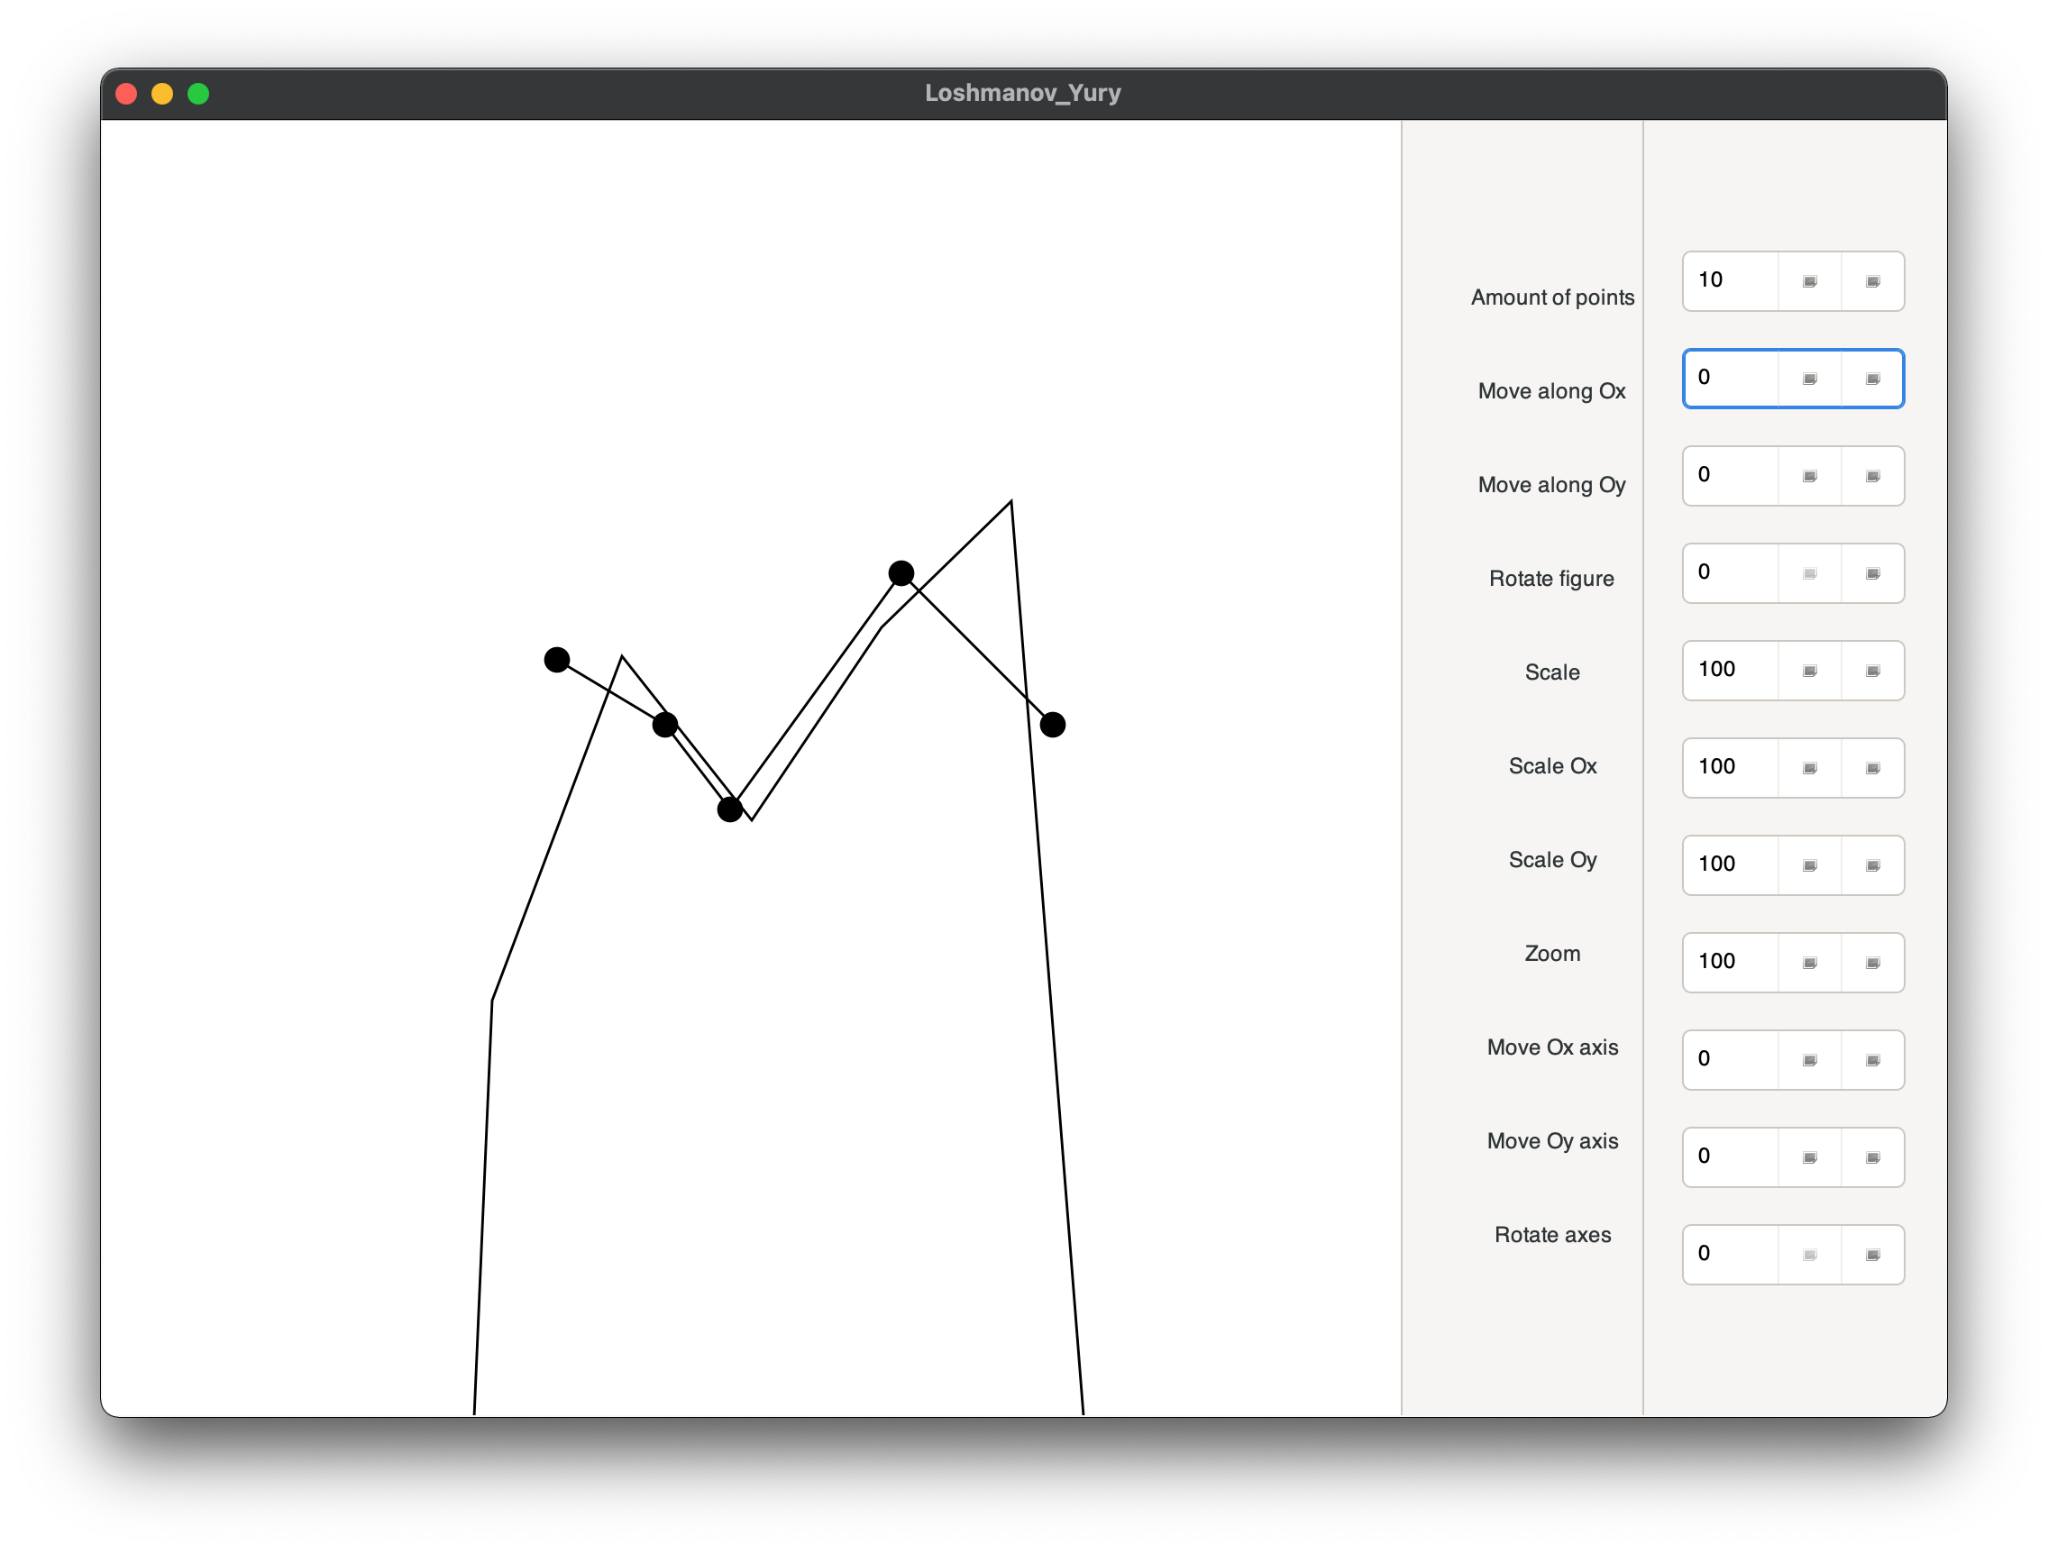 Loshmanov_Yury
Amount of points 10
Move along Ox 0
Move along Oy 0
Rotate figure 0
Scale 100
Scale Ox 100
Scale Oy 100
Zoom 100
Move Ox axis 0
Move Oy axis 0
Rotate axes 0